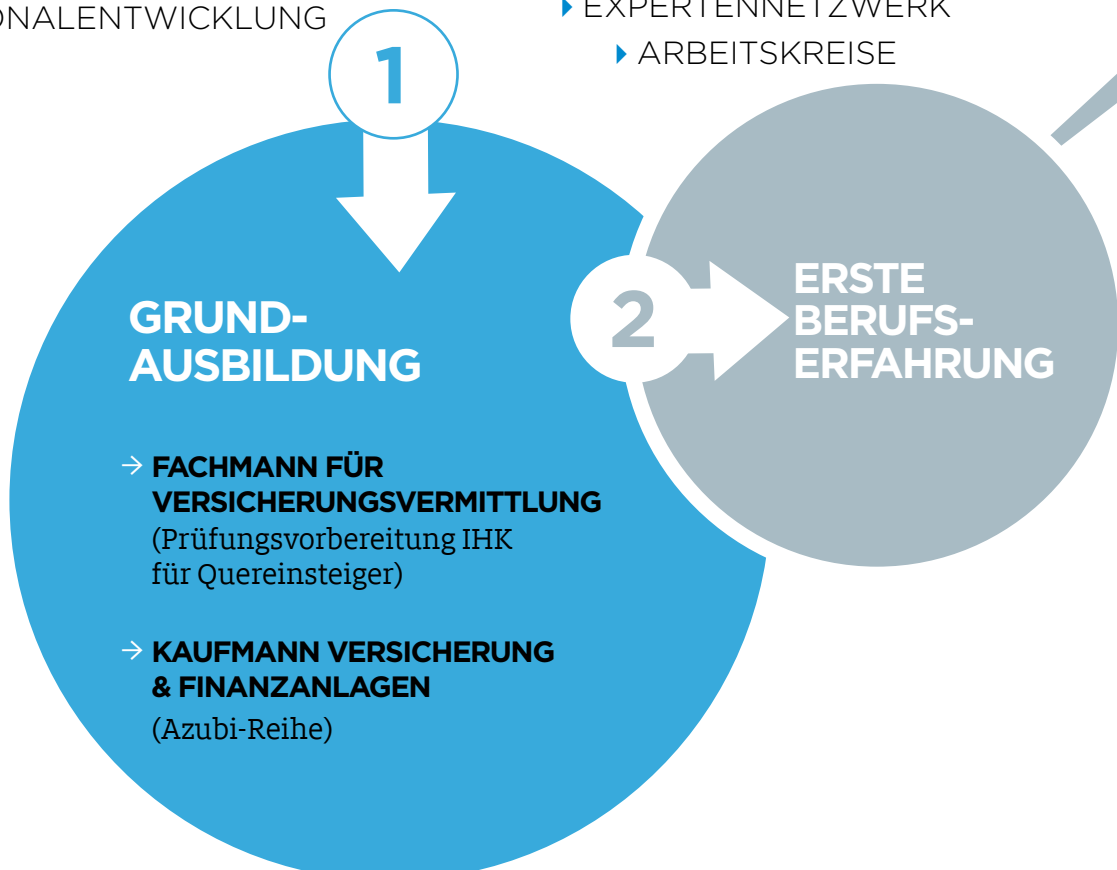 ONALENTWICKLUNG
EXPERTENNETZWERK
ARBEITSKREISE
1
GRUND-
AUSBILDUNG
→ FACHMANN FÜR
VERSICHERUNGSVERMITTLUNG
(Prüfungsvorbereitung IHK
für Quereinsteiger)
→ KAUFMANN VERSICHERUNG
& FINANZANLAGEN
(Azubi-Reihe)
2
ERSTE
BERUFS-
ERFAHRUNG